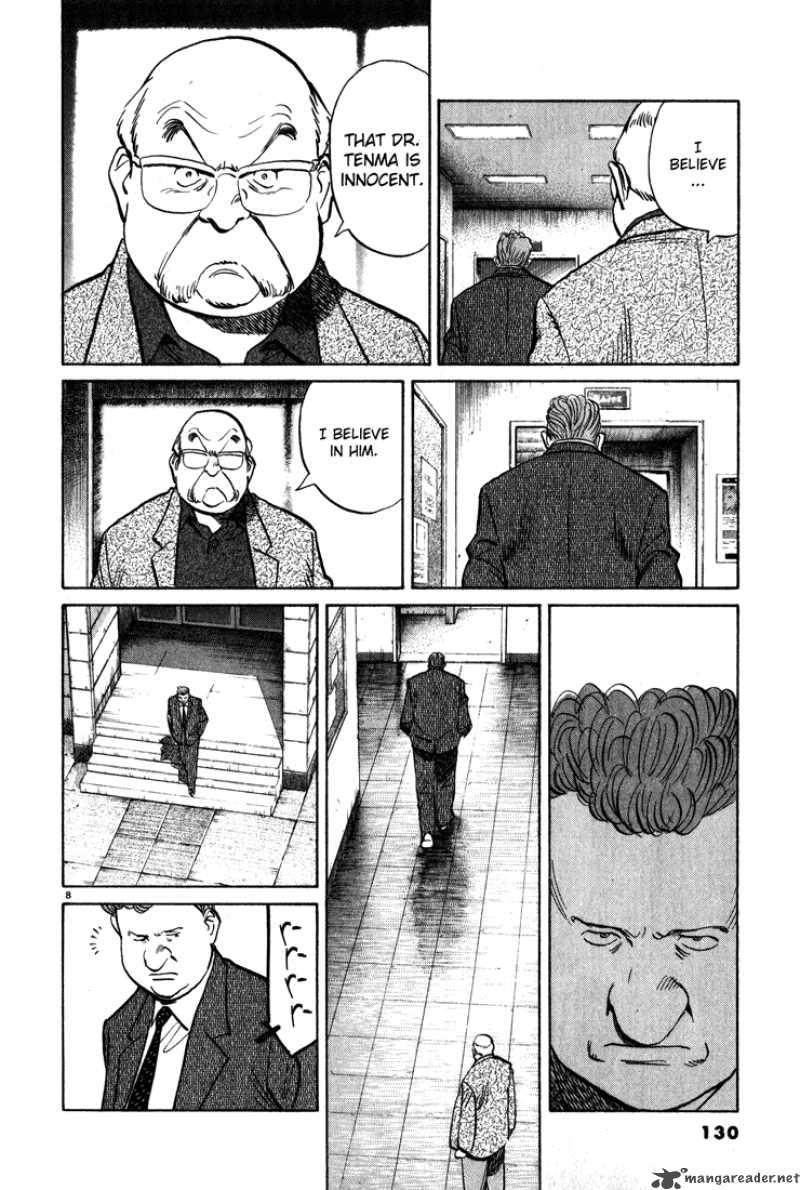 I
BELIEVE
...
THAT DR.
TENMA IS
INNOCENT.
I BELIEVE
IN HIM.
8
130
mangareader.net